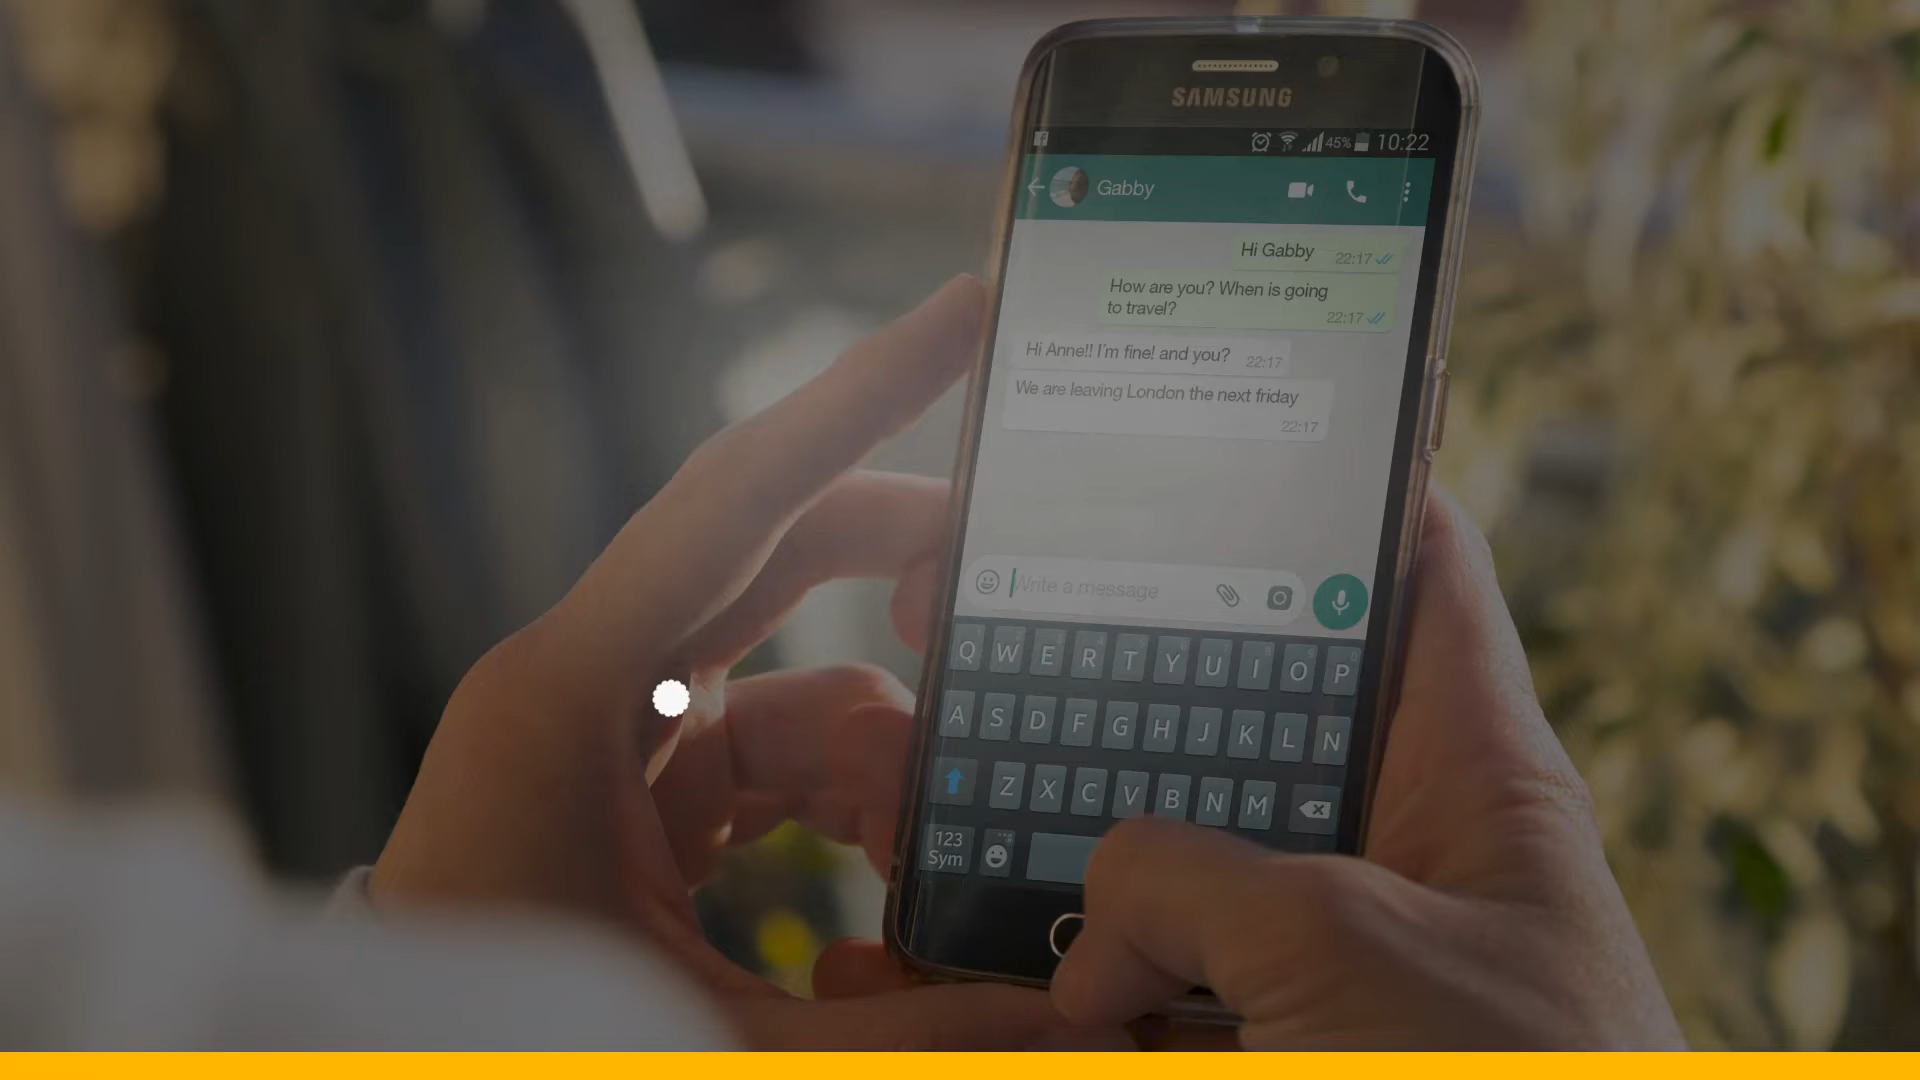 SAMSUNG
45% 10:22
Gabby
Hi Gabby 22:17
How are you? When is going
to travel?
22:17
Hi Anne!! I'm fine! and you? 22:17
We are leaving London the next friday
22:17
Write a message
Q W E R T Y U I O P
A S D F G H J K L N
Z X C V B N M
123
Sym